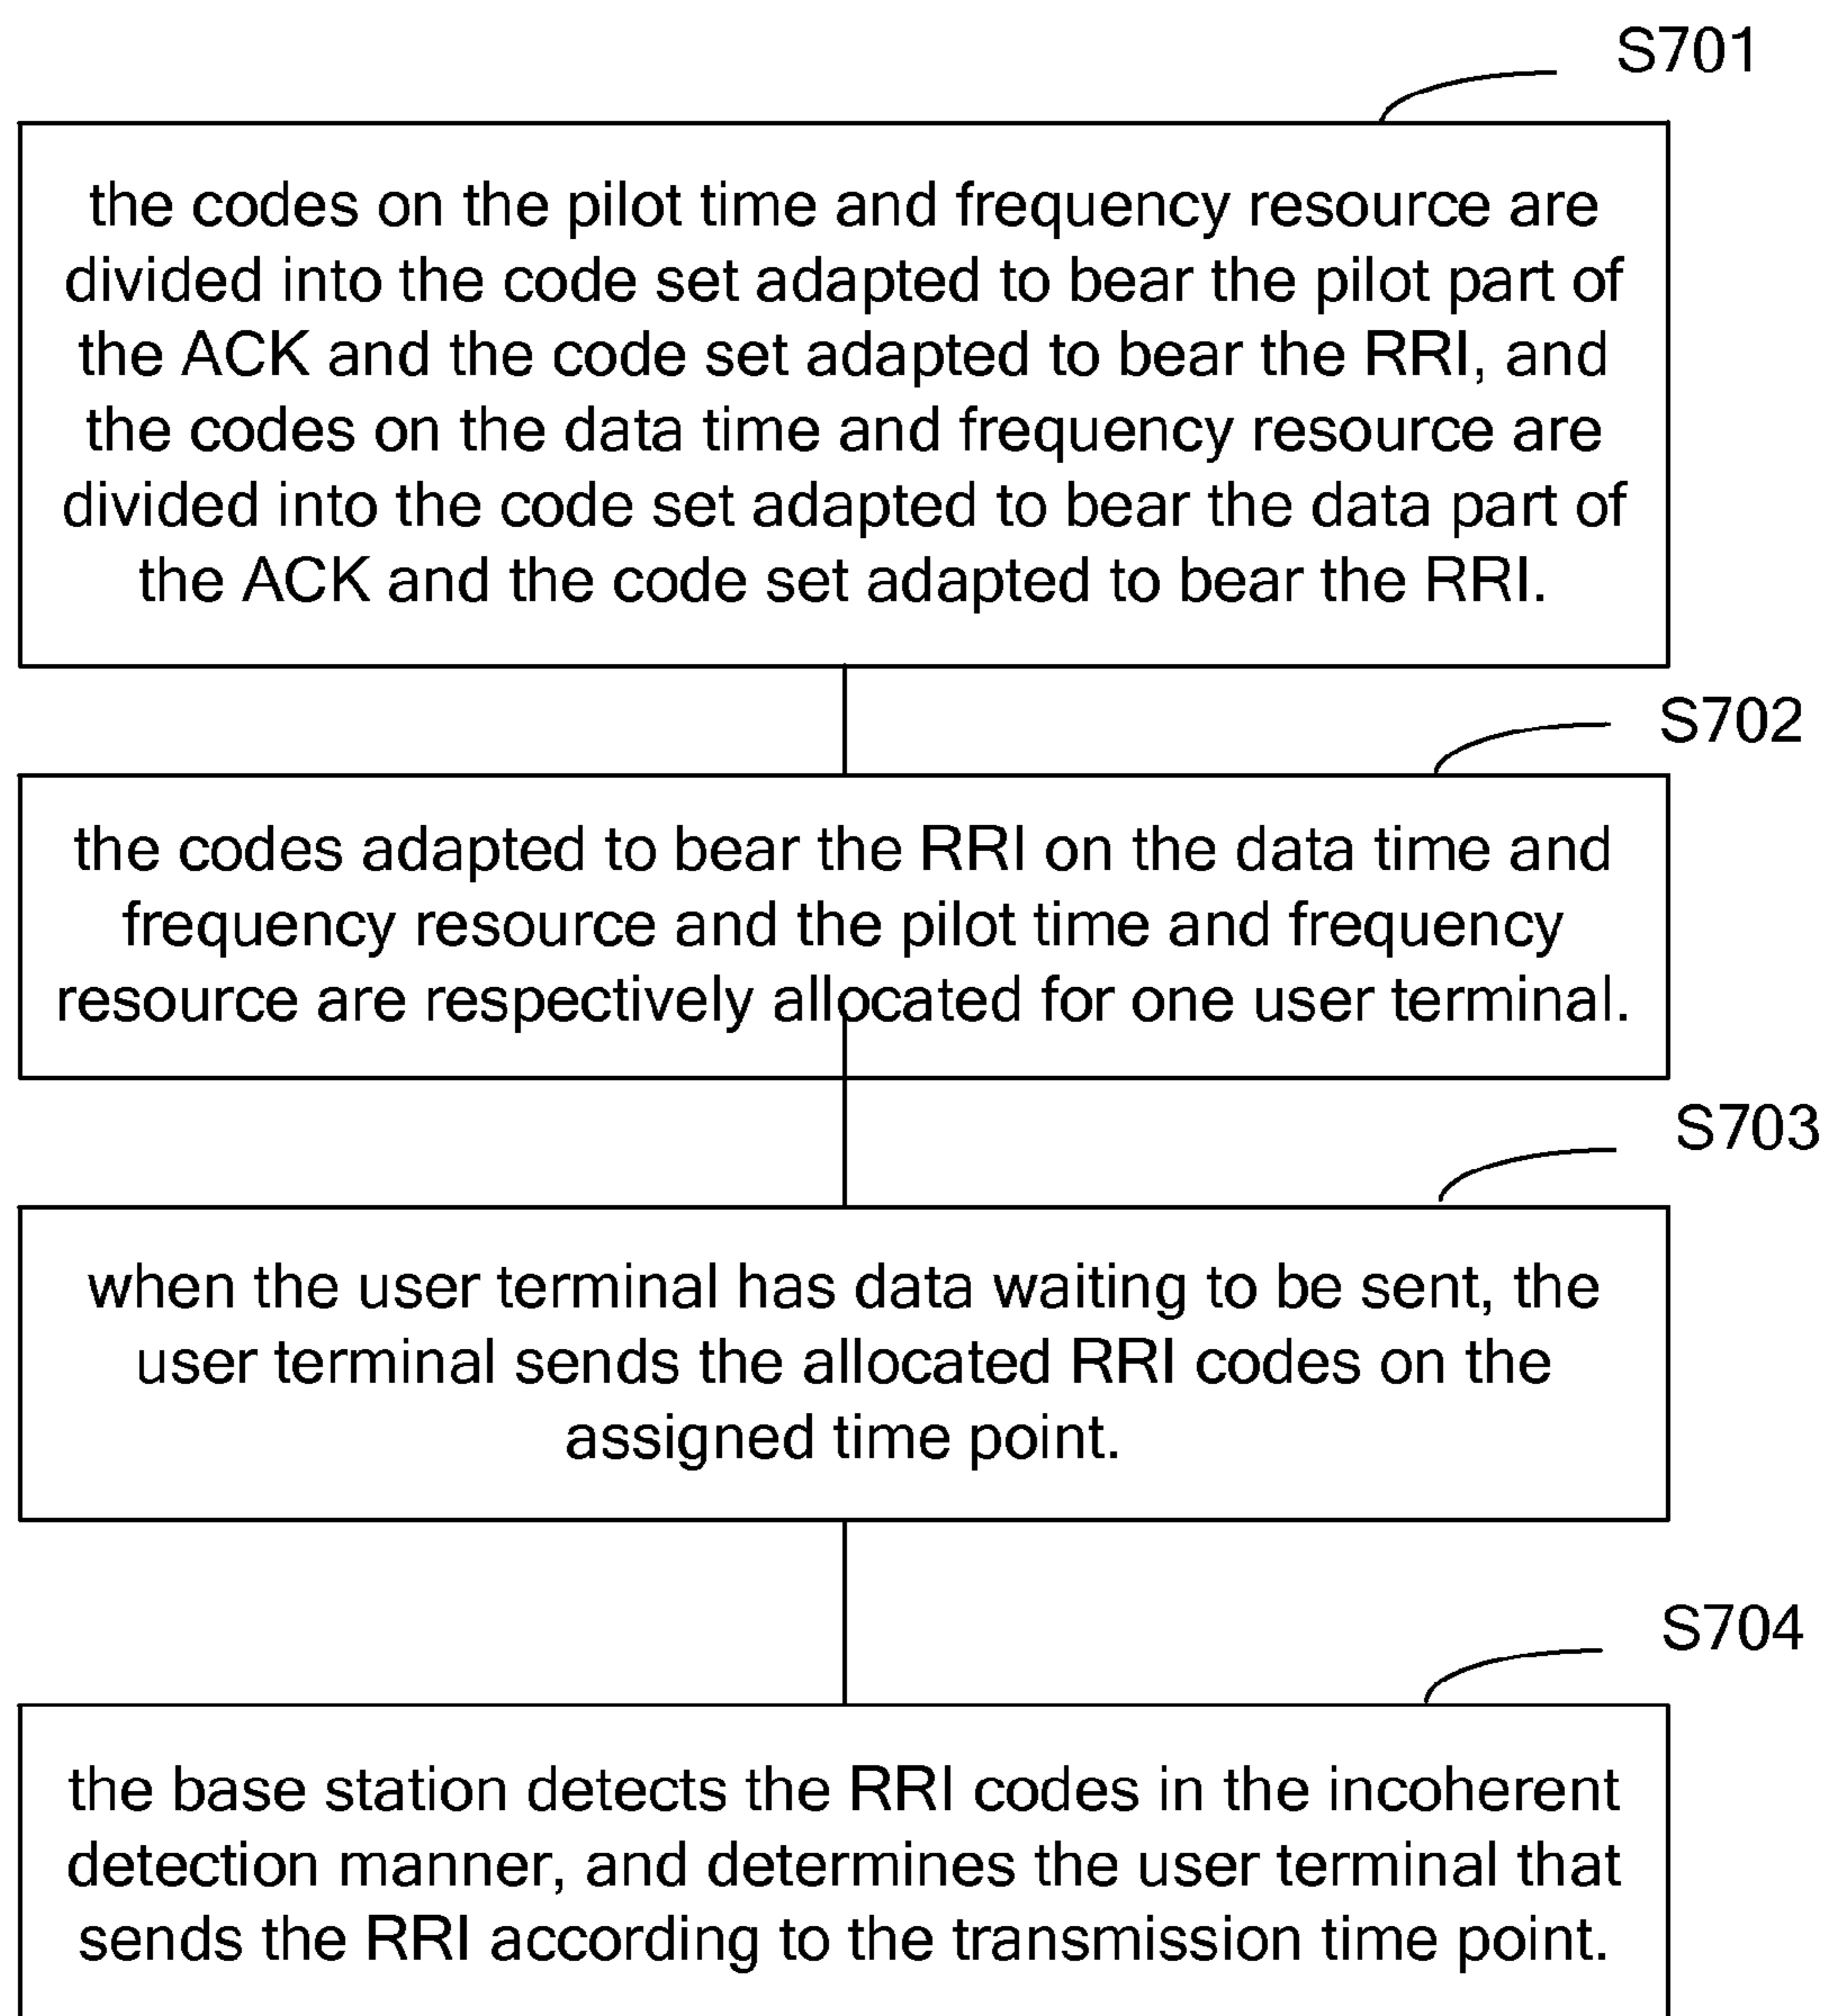 S701
the codes on the pilot time and frequency resource are
divided into the code set adapted to bear the pilot part of
the ACK and the code set adapted to bear the RRI, and
the codes on the data time and frequency resource are
divided into the code set adapted to bear the data part of
the ACK and the code set adapted to bear the RRI.
S702
the codes adapted to bear the RRI on the data time and
frequency resource and the pilot time and frequency
resource are respectively allocated for one user terminal.
S703
when the user terminal has data waiting to be sent, the
user terminal sends the allocated RRI codes on the
assigned time point.
S704
the base station detects the RRI codes in the incoherent
detection manner, and determines the user terminal that
sends the RRI according to the transmission time point.